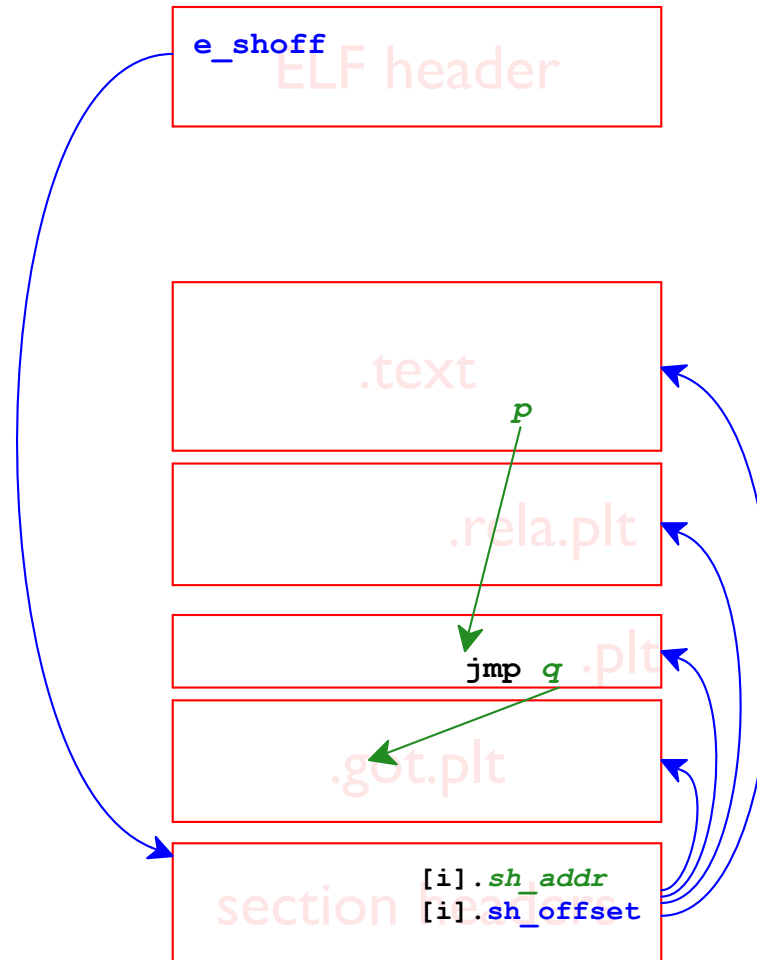 e_shoff
ELF header
.text
p
.rela.plt
jmp q .plt
.got.plt
[i].sh_addr
section headers
[i].sh_offset